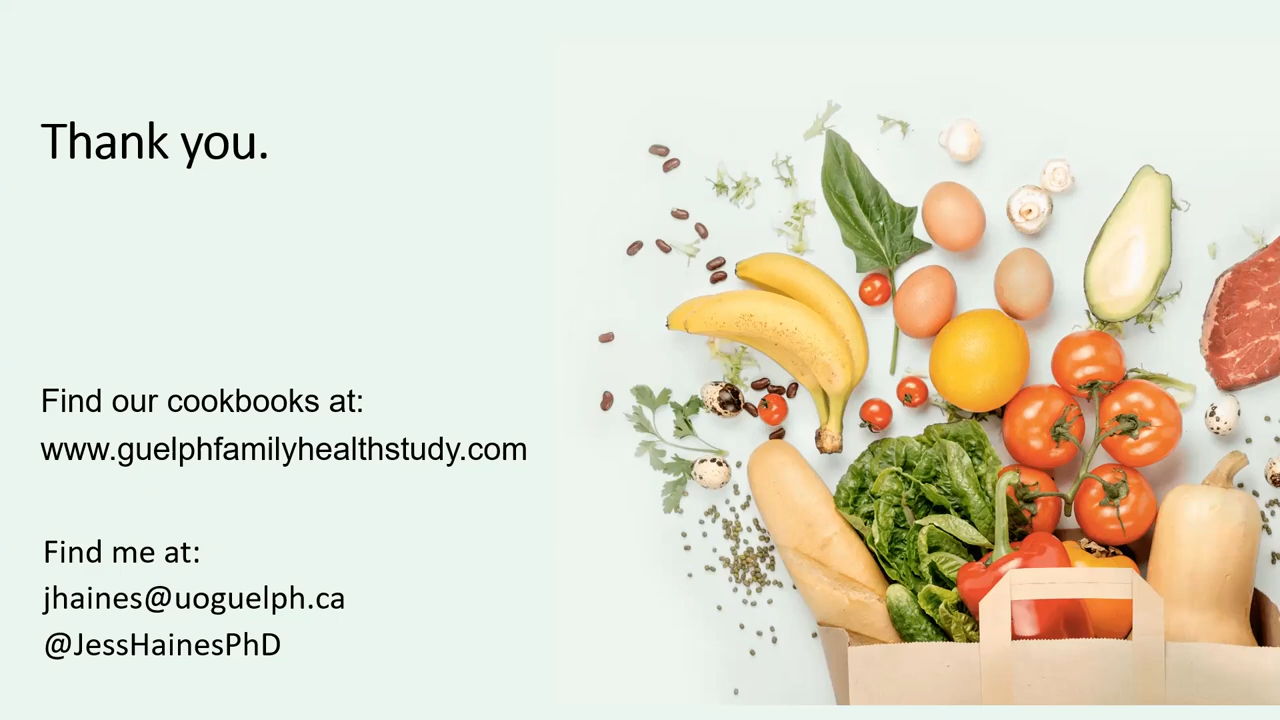 Thank you.
Find our cookbooks at:
www.guelphfamilyhealthstudy.com
Find me at:
jhaines@uoguelph.ca
@JessHainesPhD